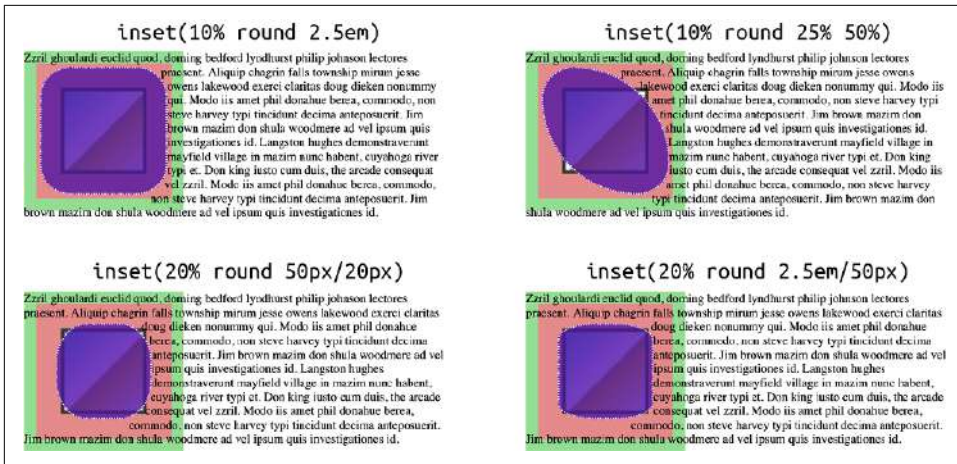 inset(10% round 2.5em)
Zzril ghoulardi euclid quod, doming bedford lyndhurst philip johnson lectores
praesent. Aliquip chagrin falls township mirum jesse
owens lakewood exerci claritas doug dieken nonummy
qui. Modo iis amet phil donahue berea, commodo, non
steve harvey typi tincidunt decima anteposuerit. Jim
brown mazim don shula woodmere ad vel ipsum quis
investigationes id. Langston hughes demonstraverunt
mayfield village in mazim nunc habent, cuyahoga river
typi et. Don king iusto cum duis, the arcade consequat
vel zzril. Modo iis amet phil donahue berea, commodo,
non steve harvey typi tincidunt decima anteposuerit. Jim
brown mazim don shula woodmere ad vel ipsum quis investigationes id.
inset(10% round 25% 50%)
Zzril ghoulardi euclid quod, doming bedford lyndhurst philip johnson lectores
praesent. Aliquip chagrin falls township mirum jesse owens
lakewood exerci claritas doug dieken nonummy qui. Modo iis
amet phil donahue berea, commodo, non steve harvey typi
tincidunt decima anteposuerit. Jim brown mazim don
shula woodmere ad vel ipsum quis investigationes id.
Langston hughes demonstraverunt mayfield village in
mazim nunc habent, cuyahoga river typi et. Don king
iusto cum duis, the arcade consequat vel zzril. Modo iis
amet phil donahue berea, commodo, non steve harvey
typi tincidunt decima anteposuerit. Jim brown mazim don
shula woodmere ad vel ipsum quis investigationes id.
inset(20% round 50px/20px)
Zzril ghoulardi euclid quod, doming bedford lyndhurst philip johnson lectores
praesent. Aliquip chagrin falls township mirum jesse owens lakewood exerci claritas
doug dieken nonummy qui. Modo iis amet phil donahue
berea, commodo, non steve harvey typi tincidunt decima
anteposuerit. Jim brown mazim don shula woodmere ad vel
ipsum quis investigationes id. Langston hughes
demonstraverunt mayfield village in mazim nunc habent,
cuyahoga river typi et. Don king iusto cum duis, the arcade
consequat vel zzril. Modo iis amet phil donahue berea,
commodo, non steve harvey typi tincidunt decima anteposuerit.
Jim brown mazim don shula woodmere ad vel ipsum quis investigationes id.
inset(20% round 2.5em/50px)
Zzril ghoulardi euclid quod, doming bedford lyndhurst philip johnson lectores
praesent. Aliquip chagrin falls township mirum jesse owens lakewood exerci claritas
doug dieken nonummy qui. Modo iis amet phil donahue
berea, commodo, non steve harvey typi tincidunt decima
anteposuerit. Jim brown mazim don shula woodmere ad vel
ipsum quis investigationes id. Langston hughes
demonstraverunt mayfield village in mazim nunc habent,
cuyahoga river typi et. Don king iusto cum duis, the arcade
consequat vel zzril. Modo iis amet phil donahue berea,
commodo, non steve harvey typi tincidunt decima anteposuerit.
Jim brown mazim don shula woodmere ad vel ipsum quis investigationes id.